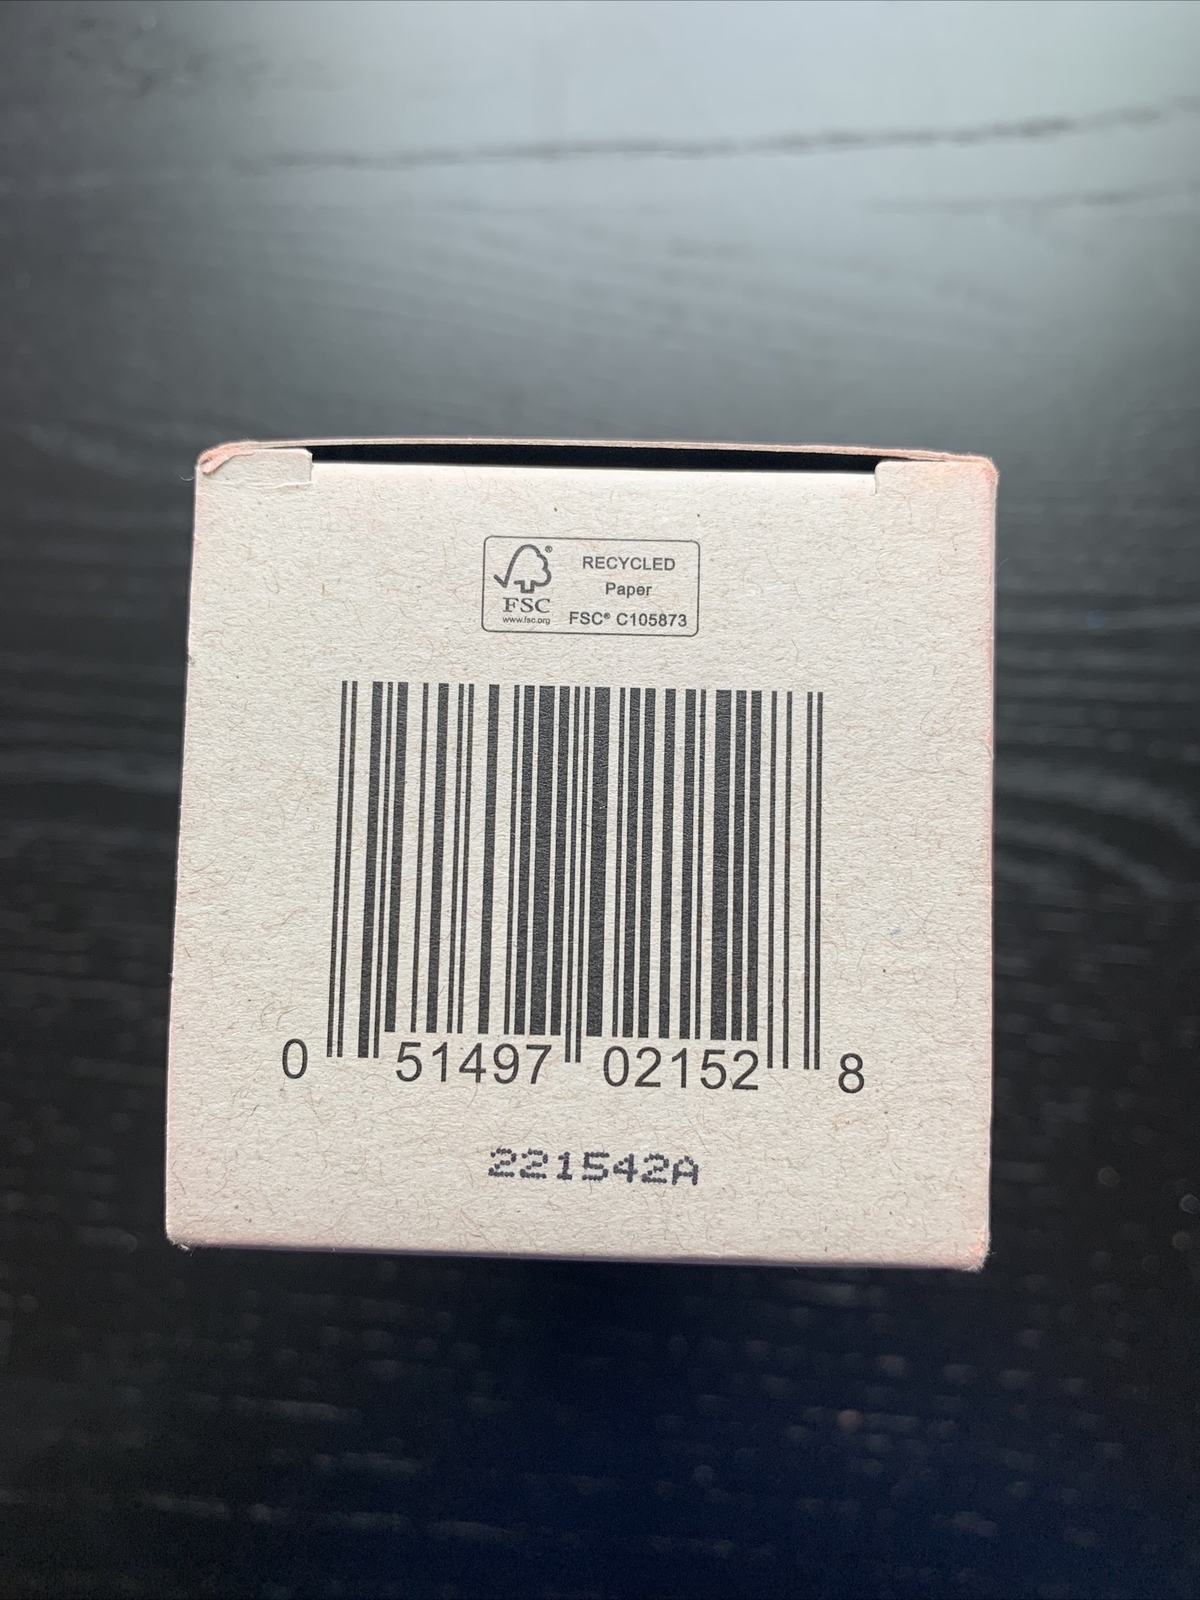 RECYCLED
Paper
FSC® C105873
®
FSC
www.fsc.org
0 51497 02152 8
221542A